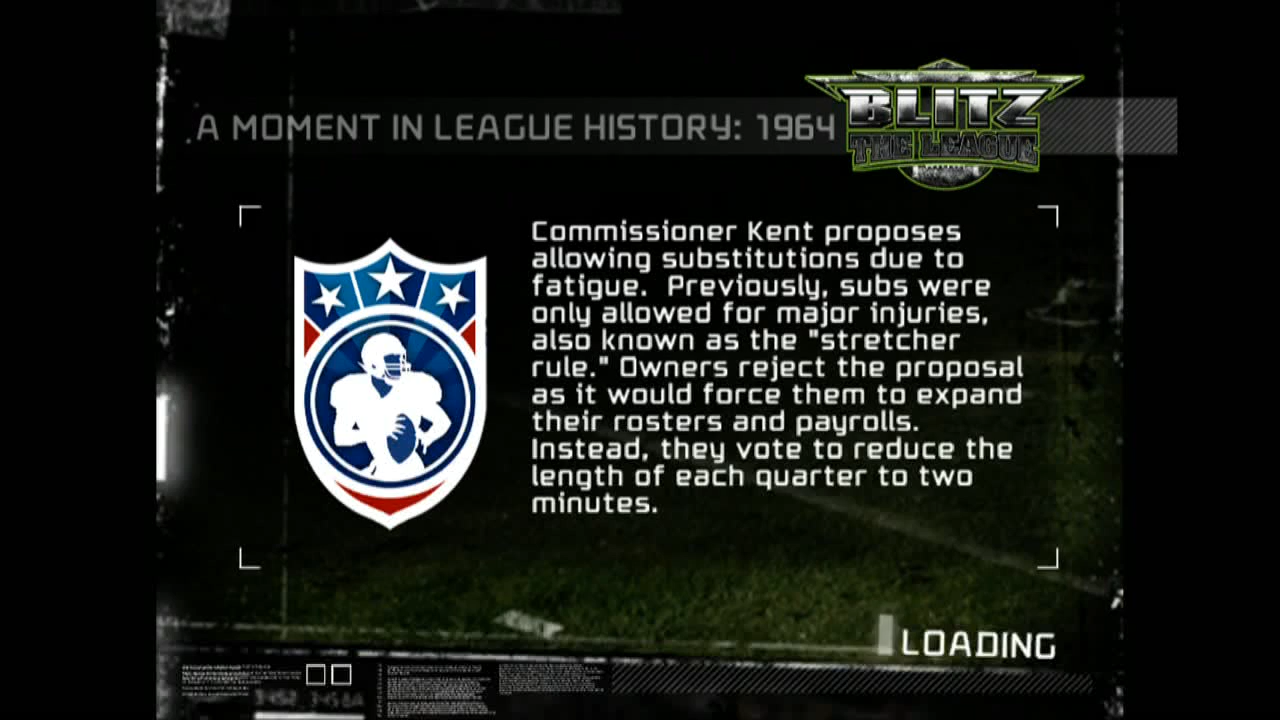 A MOMENT IN LEAGUE HISTORY: 1964
BLITZ
THE LEAGUE
Commissioner Kent proposes
allowing substitutions due to
fatigue.  Previously, subs were
only allowed for major injuries,
also known as the "stretcher
rule." Owners reject the proposal
as it would force them to expand
their rosters and payrolls.
Instead, they vote to reduce the
length of each quarter to two
minutes.
LOADING